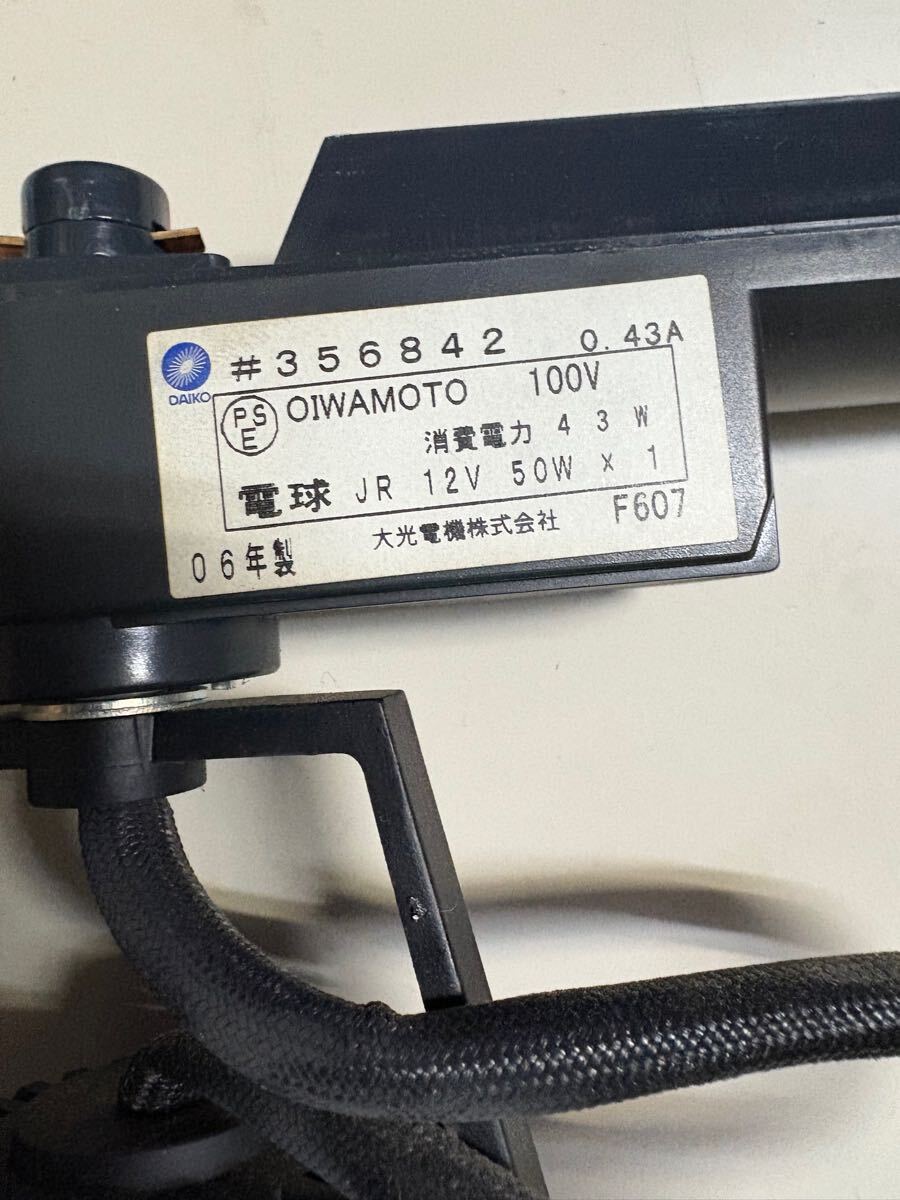 #356842 0.43A
DAIKO
PSE OIWAMOTO 100V
消費電力 43W
電球 JR 12V 50W × 1
大光電機株式会社 F607
06年製